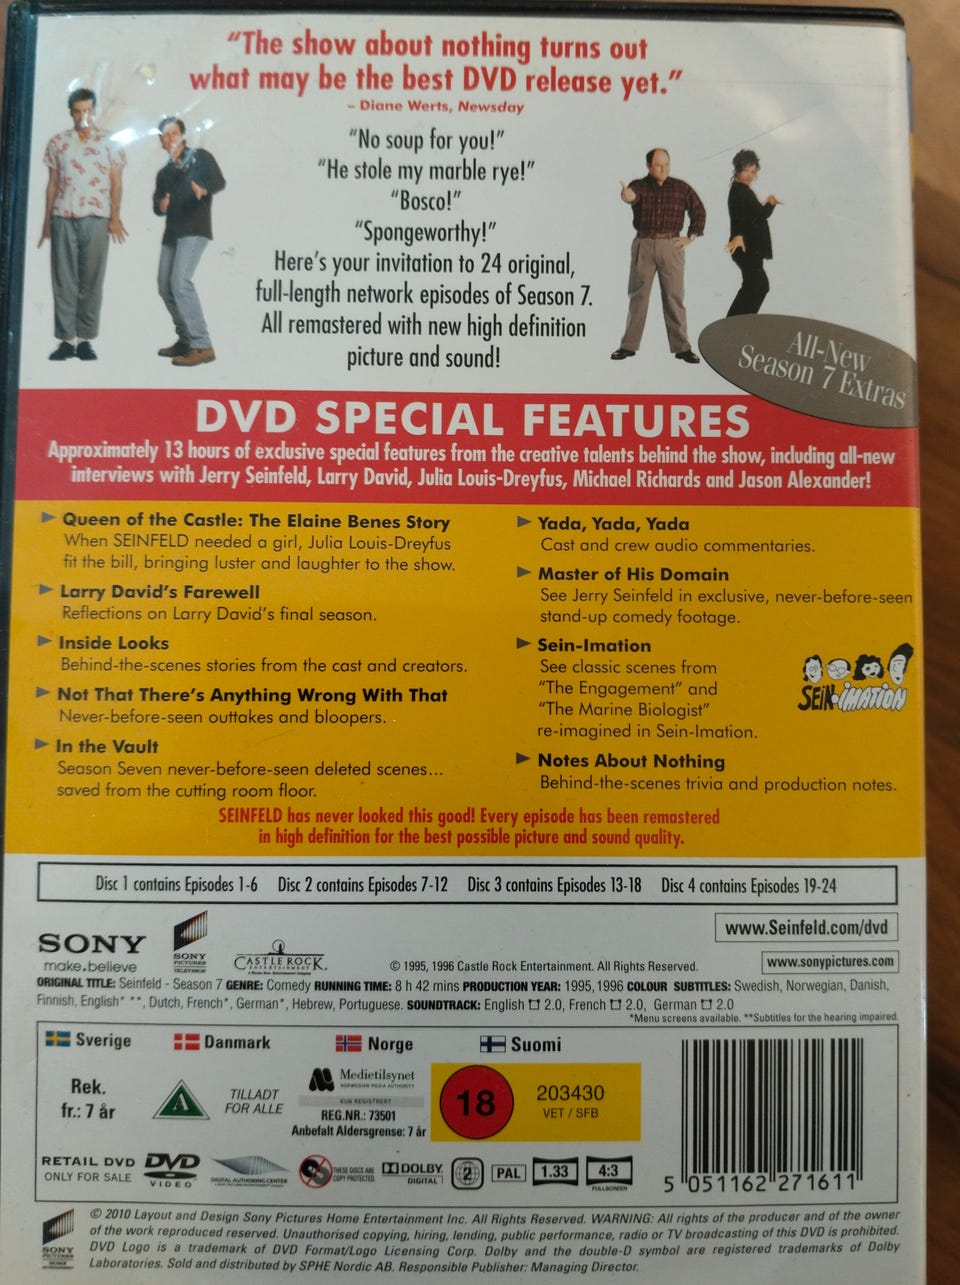 “The show about nothing turns out
what may be the best DVD release yet.”
– Diane Werts, Newsday
“No soup for you!”
“He stole my marble rye!”
“Bosco!”
“Spongeworthy!”
Here’s your invitation to 24 original,
full-length network episodes of Season 7.
All remastered with new high definition
picture and sound!
All-New
Season 7 Extras
DVD SPECIAL FEATURES
Approximately 13 hours of exclusive special features from the creative talents behind the show, including all-new
interviews with Jerry Seinfeld, Larry David, Julia Louis-Dreyfus, Michael Richards and Jason Alexander!
Queen of the Castle: The Elaine Benes Story
When SEINFELD needed a girl, Julia Louis-Dreyfus
fit the bill, bringing luster and laughter to the show.
Larry David’s Farewell
Reflections on Larry David’s final season.
Inside Looks
Behind-the-scenes stories from the cast and creators.
Not That There’s Anything Wrong With That
Never-before-seen outtakes and bloopers.
In the Vault
Season Seven never-before-seen deleted scenes...
saved from the cutting room floor.
Yada, Yada, Yada
Cast and crew audio commentaries.
Master of His Domain
See Jerry Seinfeld in exclusive, never-before-seen
stand-up comedy footage.
Sein-Imation
See classic scenes from
“The Engagement” and
“The Marine Biologist”
re-imagined in Sein-Imation.
SEiN-iMATiON
Notes About Nothing
Behind-the-scenes trivia and production notes.
SEINFELD has never looked this good! Every episode has been remastered
in high definition for the best possible picture and sound quality.
Disc 1 contains Episodes 1-6 Disc 2 contains Episodes 7-12 Disc 3 contains Episodes 13-18 Disc 4 contains Episodes 19-24
SONY
make.believe
SONY
PICTURES
TELEVISION
CASTLE ROCK
ENTERTAINMENT
© 1995, 1996 Castle Rock Entertainment. All Rights Reserved.
www.Seinfeld.com/dvd
www.sonypictures.com
ORIGINAL TITLE: Seinfeld - Season 7 GENRE: Comedy RUNNING TIME: 8 h 42 mins PRODUCTION YEAR: 1995, 1996 COLOUR SUBTITLES: Swedish, Norwegian, Danish,
Finnish, English* **, Dutch, French*, German*, Hebrew, Portuguese. SOUNDTRACK: English 2.0, French 2.0, German 2.0
*Menu screens available. **Subtitles for the hearing impaired.
Sverige Danmark Norge Suomi
Rek.
fr.: 7 år
A
TILLADT
FOR ALLE
Medietilsynet
NORWEGIAN MEDIA AUTHORITY
KUN REGISTRERT
REG.NR.: 73501
Anbefalt Aldersgrense: 7 år
18
203430
VET / SFB
RETAIL DVD
ONLY FOR SALE
DVD
VIDEO
DIGITAL AUTHORING CENTER
THESE DISCS ARE
COPY PROTECTED.
DOLBY
DIGITAL
2
PAL
1.33
4:3
FULLSCREEN
5 051162 271611
SONY
PICTURES
HOME
ENTERTAINMENT
© 2010 Layout and Design Sony Pictures Home Entertainment Inc. All Rights Reserved. WARNING: All rights of the producer and of the owner
of the work reproduced reserved. Unauthorised copying, hiring, lending, public performance, radio or TV broadcasting of this DVD is prohibited.
DVD Logo is a trademark of DVD Format/Logo Licensing Corp. Dolby and the double-D symbol are registered trademarks of Dolby
Laboratories. Sold and distributed by SPHE Nordic AB. Responsible Publisher: Managing Director.